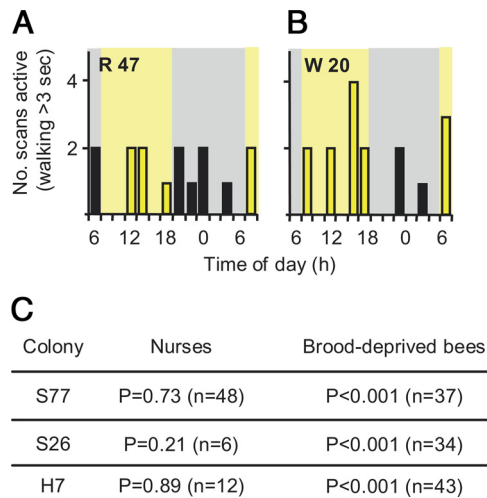 A
B
R 47
W 20
No. scans active
(walking >3 sec)
4
2
6 12 18 0 6
6 12 18 0 6
Time of day (h)
C
Colony Nurses Brood-deprived bees
S77 P=0.73 (n=48) P<0.001 (n=37)
S26 P=0.21 (n=6) P<0.001 (n=34)
H7 P=0.89 (n=12) P<0.001 (n=43)